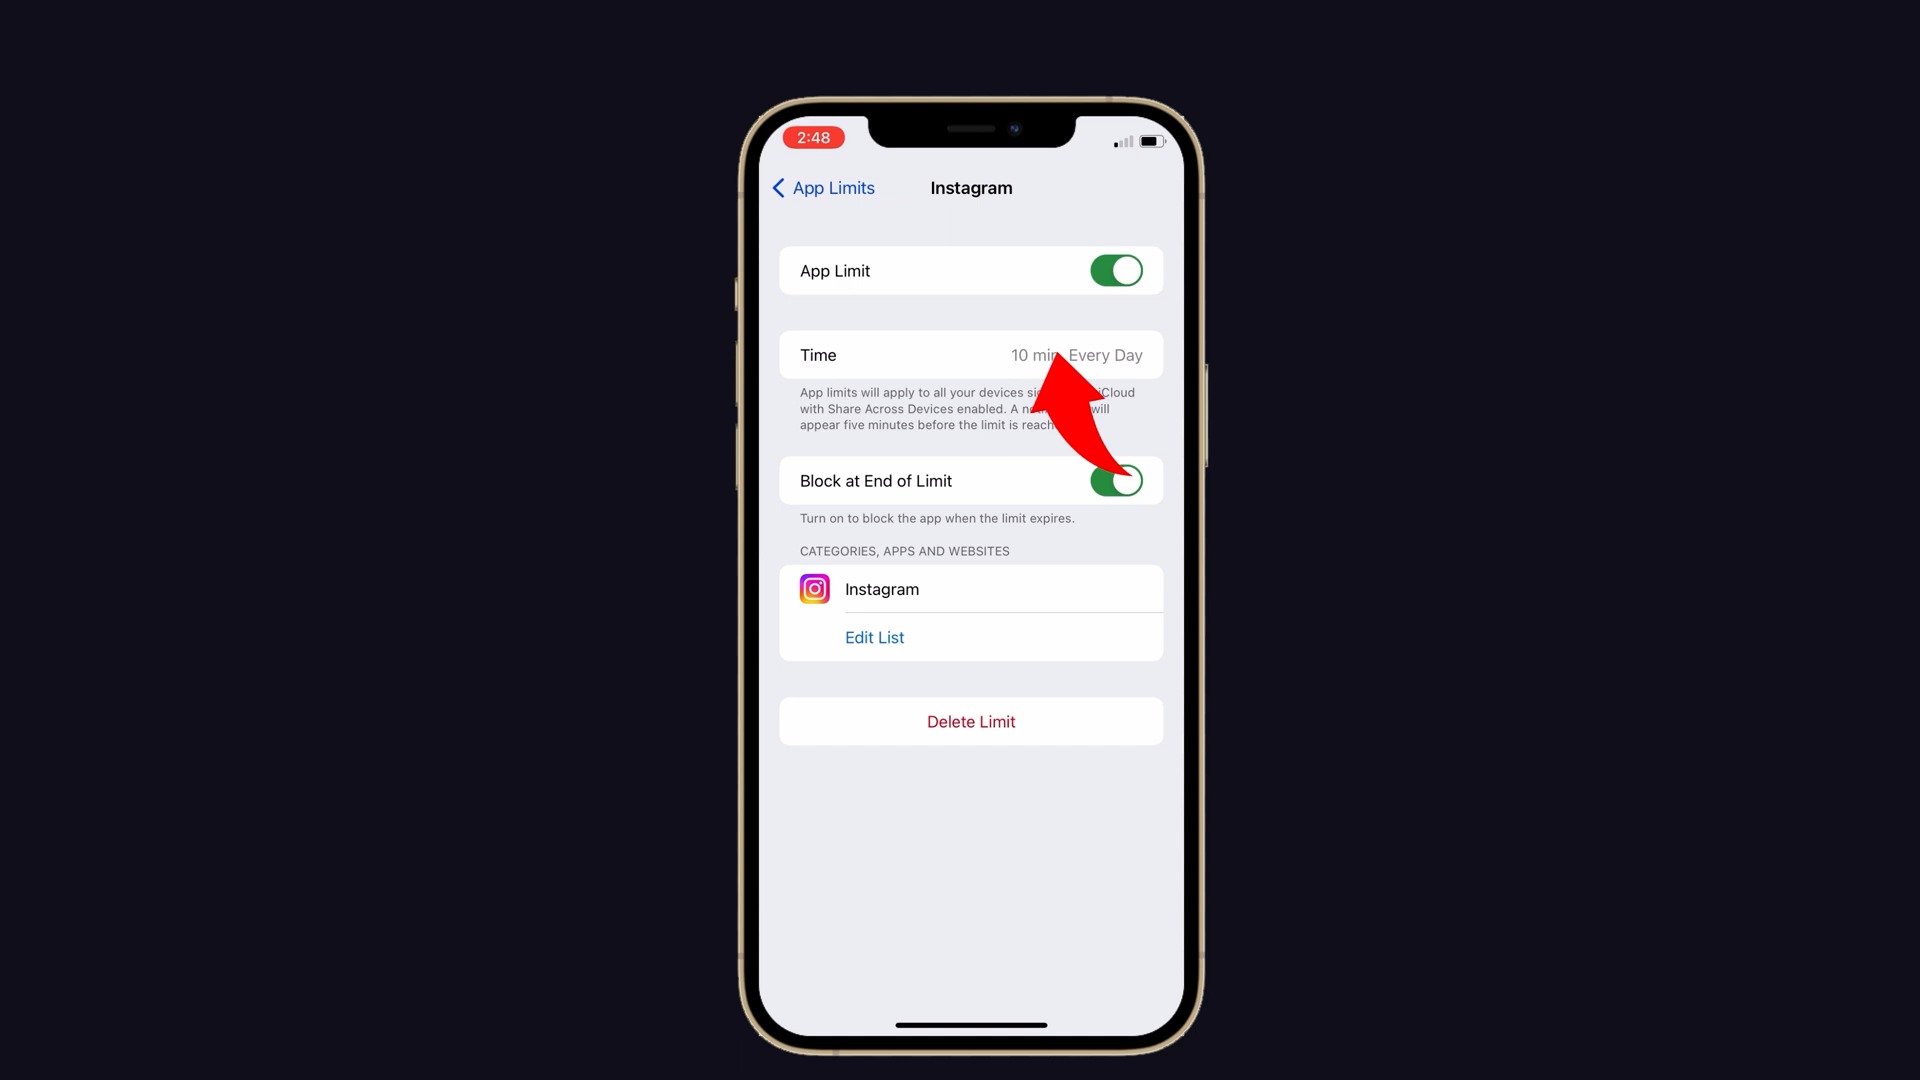 2:48
App Limits
Instagram
App Limit
Time
10 min, Every Day
App limits will apply to all your devices iCloud
with Share Across Devices enabled. A will
appear five minutes before the limit is
Block at End of Limit
Turn on to block the app when the limit expires.
CATEGORIES, APPS AND WEBSITES
Instagram
Edit List
Delete Limit